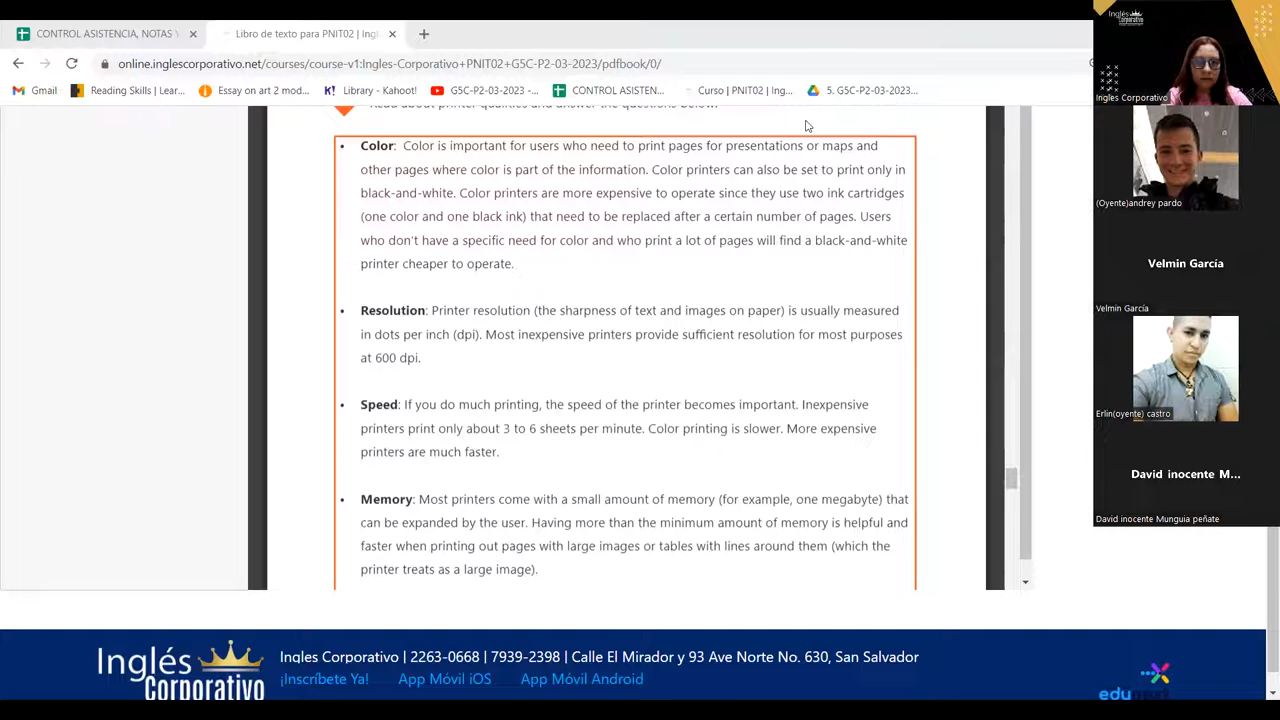 CONTROL ASISTENCIA, NOTAS
Libro de texto para PNIT02 | Ingl
online.inglescorporativo.net/courses/course-v1:Ingles-Corporativo+PNIT02+G5C-P2-03-2023/pdfbook/0/
Gmail
Reading Skills | Lear...
Essay on art 2 mod...
Library - Kahoot!
G5C-P2-03-2023 -...
CONTROL ASISTEN...
Curso | PNIT02 | Ing...
5. G5C-P2-03-2023...
Read about printer qualities and answer the questions below.
• Color: Color is important for users who need to print pages for presentations or maps and
other pages where color is part of the information. Color printers can also be set to print only in
black-and-white. Color printers are more expensive to operate since they use two ink cartridges
(one color and one black ink) that need to be replaced after a certain number of pages. Users
who don't have a specific need for color and who print a lot of pages will find a black-and-white
printer cheaper to operate.
• Resolution: Printer resolution (the sharpness of text and images on paper) is usually measured
in dots per inch (dpi). Most inexpensive printers provide sufficient resolution for most purposes
at 600 dpi.
• Speed: If you do much printing, the speed of the printer becomes important. Inexpensive
printers print only about 3 to 6 sheets per minute. Color printing is slower. More expensive
printers are much faster.
• Memory: Most printers come with a small amount of memory (for example, one megabyte) that
can be expanded by the user. Having more than the minimum amount of memory is helpful and
faster when printing out pages with large images or tables with lines around them (which the
printer treats as a large image).
Inglés
Corporativo
Ingles Corporativo | 2263-0668 | 7939-2398 | Calle El Mirador y 93 Ave Norte No. 630, San Salvador
¡Inscríbete Ya!
App Móvil iOS
App Móvil Android
Inglés
Corporativo
Ingles Corporativo
(Oyente)andrey pardo
Velmin García
Velmin García
Erlin(oyente) castro
David inocente M...
David inocente Munguia peñate